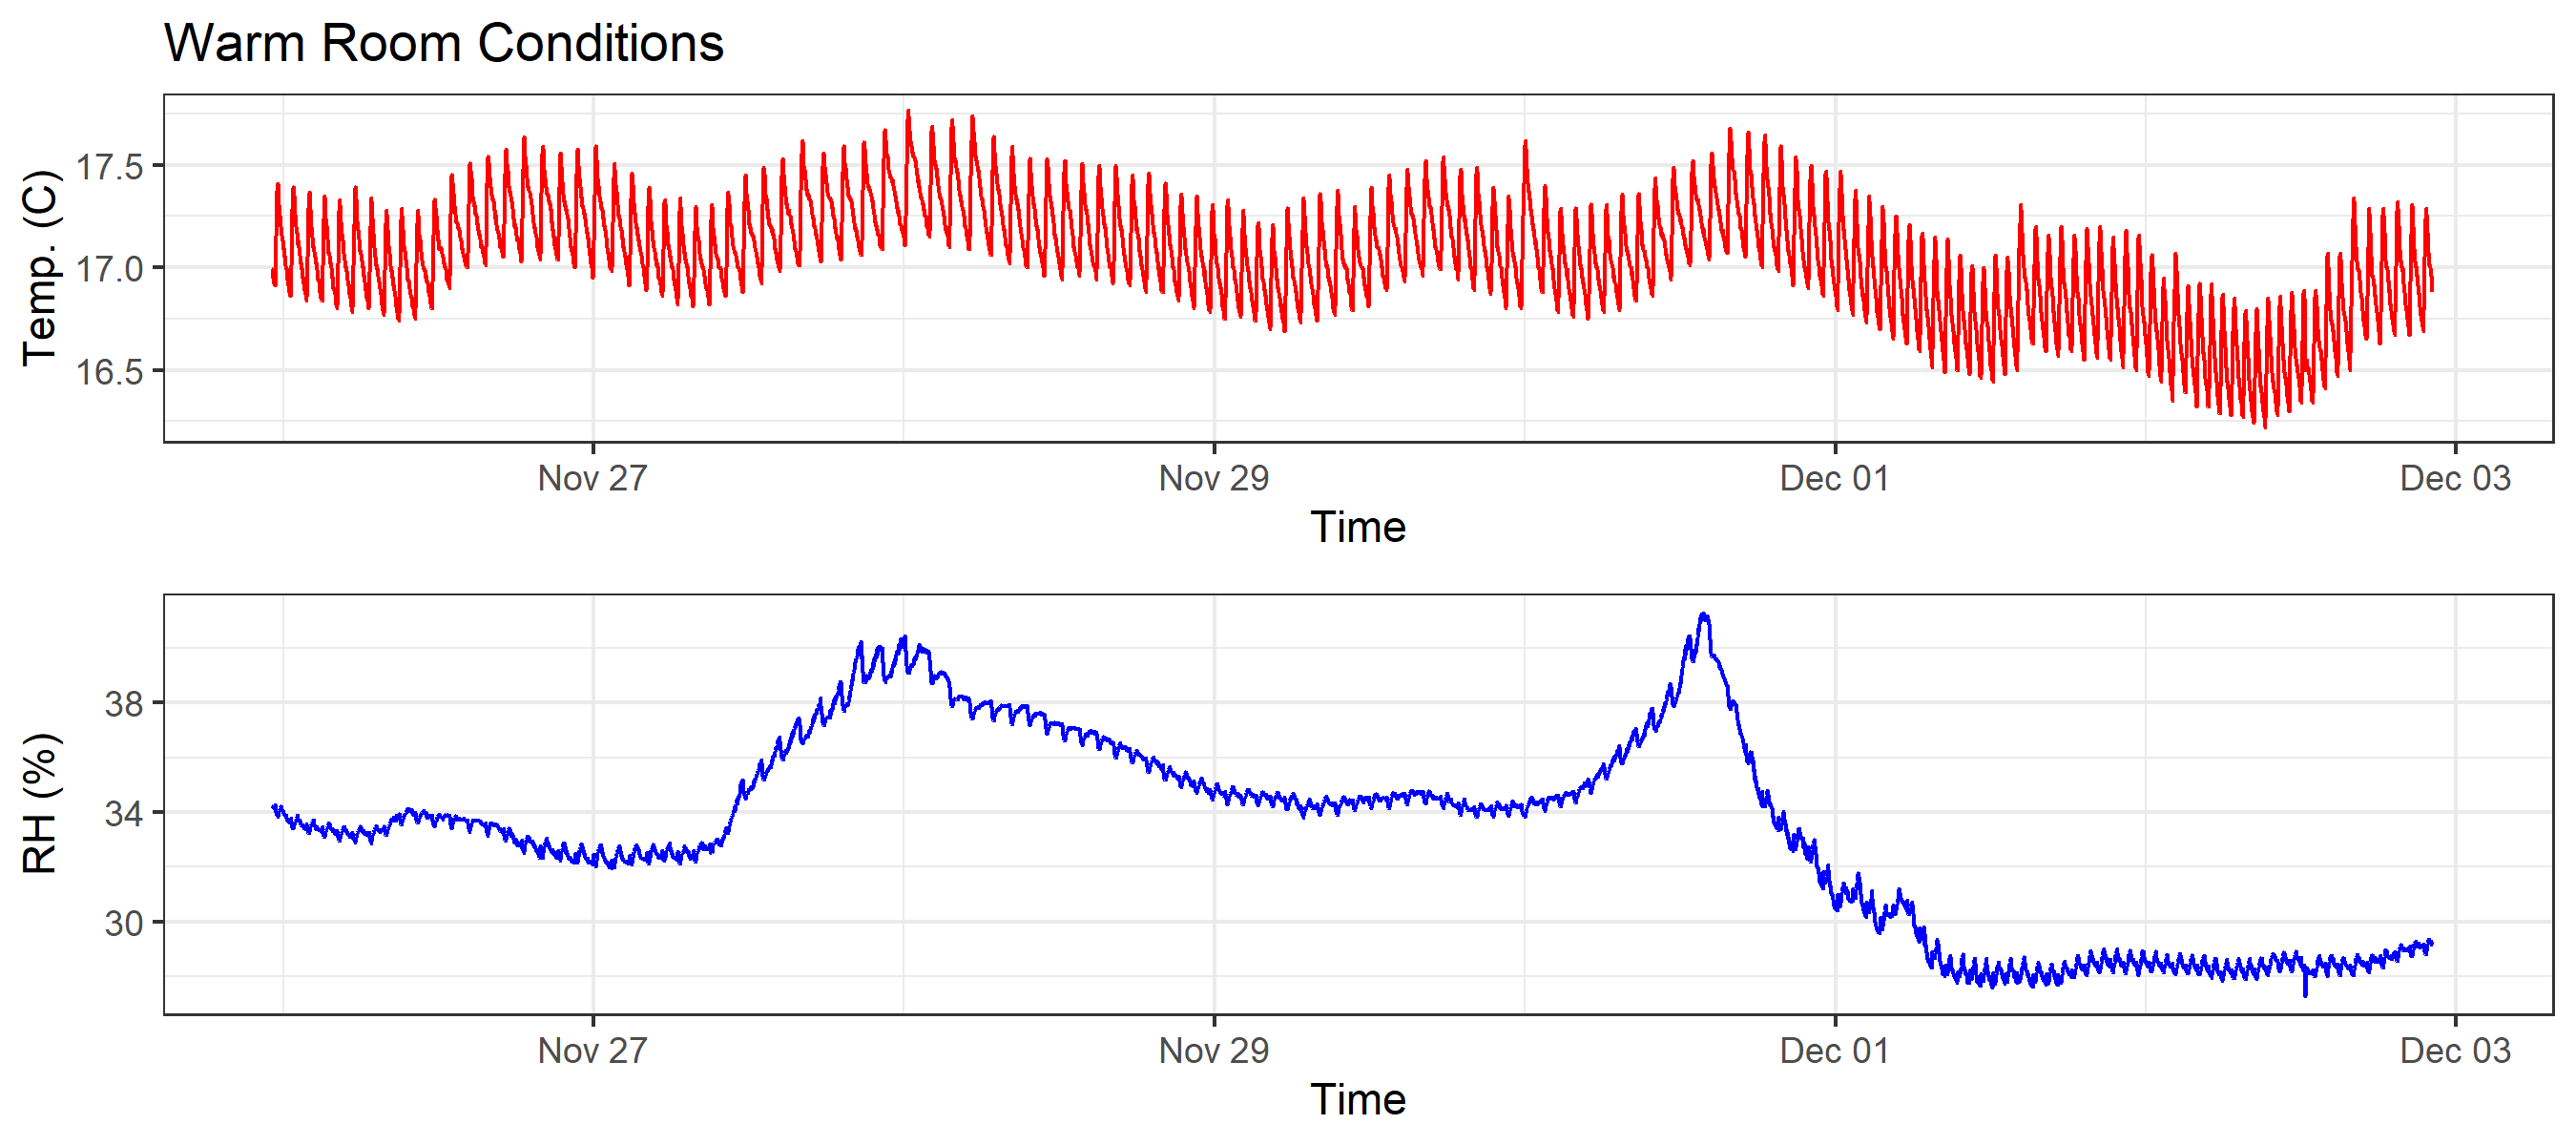 Warm Room Conditions
17.5
17.0
16.5
Temp. (C)
Nov 27 Nov 29 Dec 01 Dec 03
Time
38
34
30
RH (%)
Nov 27 Nov 29 Dec 01 Dec 03
Time